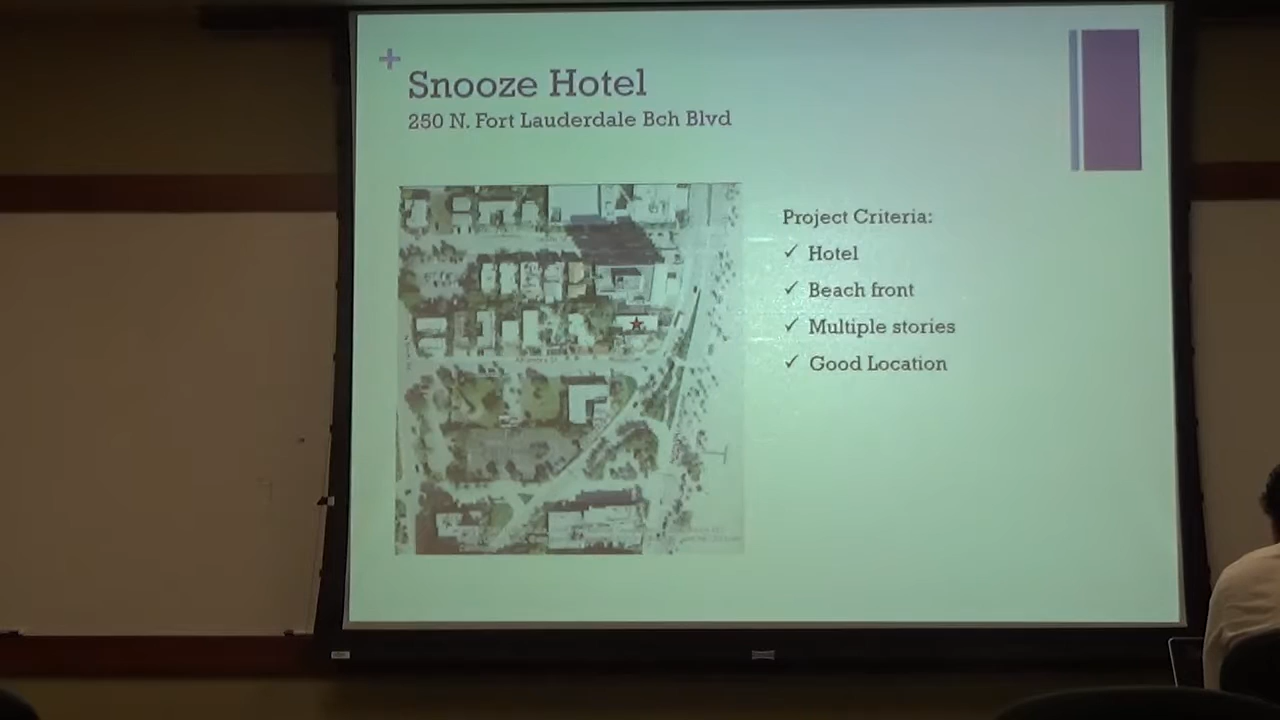 +
Snooze Hotel
250 N. Fort Lauderdale Bch Blvd
Project Criteria:
✓ Hotel
✓ Beach front
✓ Multiple stories
✓ Good Location